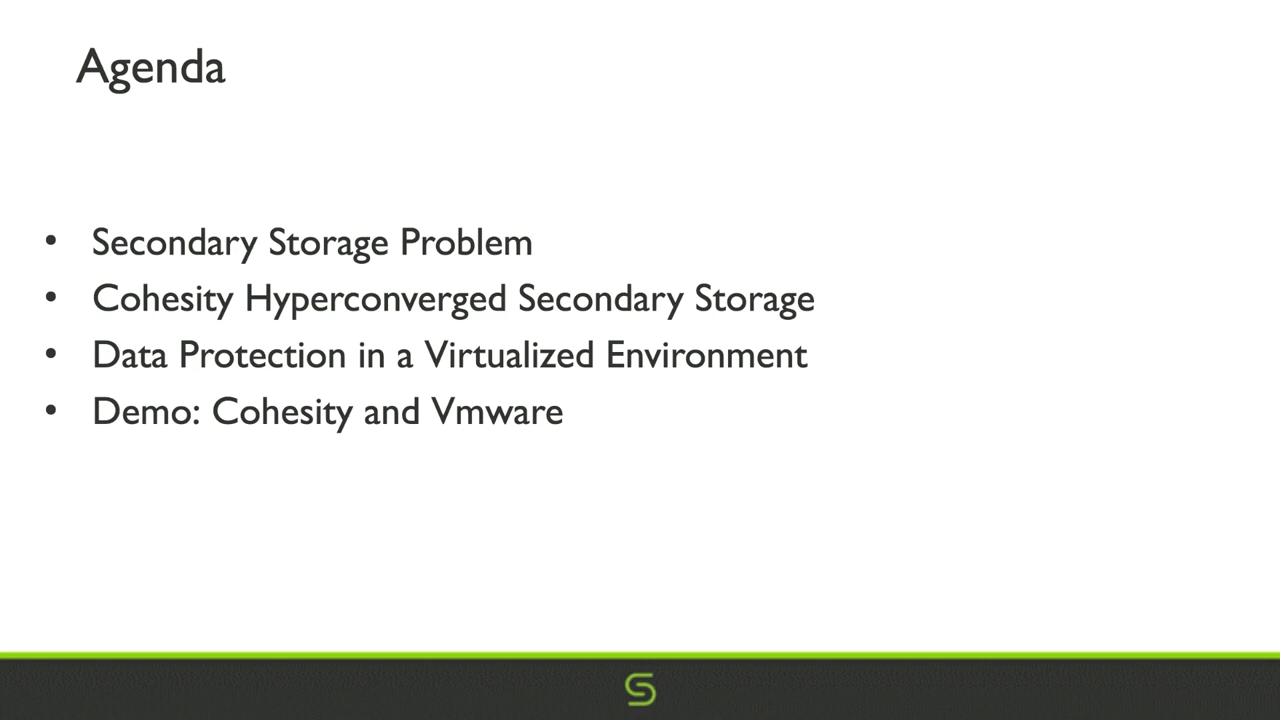 Agenda
• Secondary Storage Problem
• Cohesity Hyperconverged Secondary Storage
• Data Protection in a Virtualized Environment
• Demo: Cohesity and Vmware